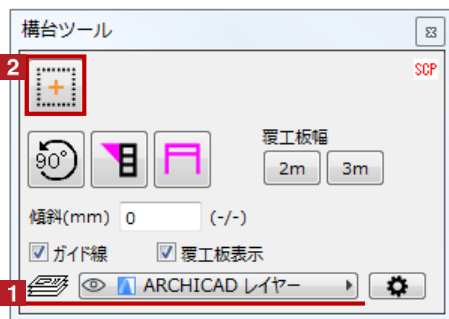 構台ツール
2
SCP
90°
覆工板幅
2m 3m
傾斜(mm) 0 (-/-)
ガイド線 覆工板表示
1 ARCHICAD レイヤー